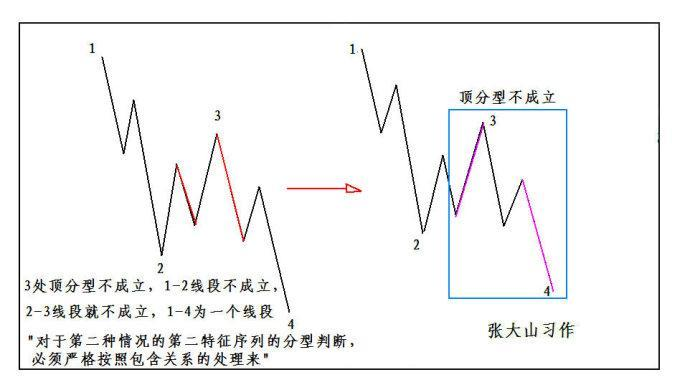 1
1
顶分型不成立
3
3
2
2
3处顶分型不成立，1-2线段不成立，
4
2-3线段就不成立，1-4为一个线段
4
张大山习作
"对于第二种情况的第二特征序列的分型判断，
必须严格按照包含关系的处理来"